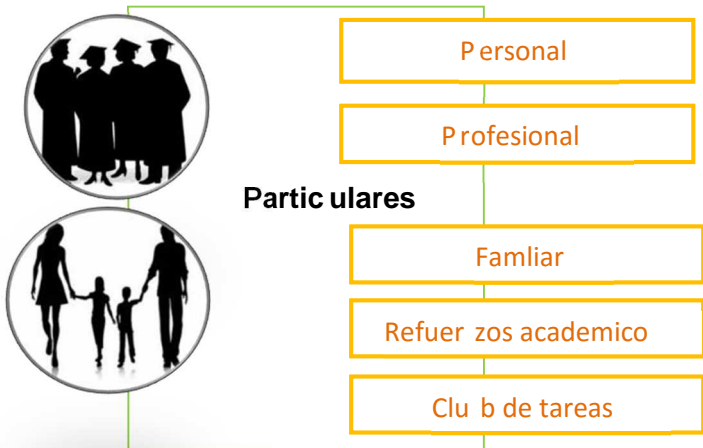 P ersonal
P rofesional
Partic ulares
Famliar
Refuer zos academico
Clu b de tareas